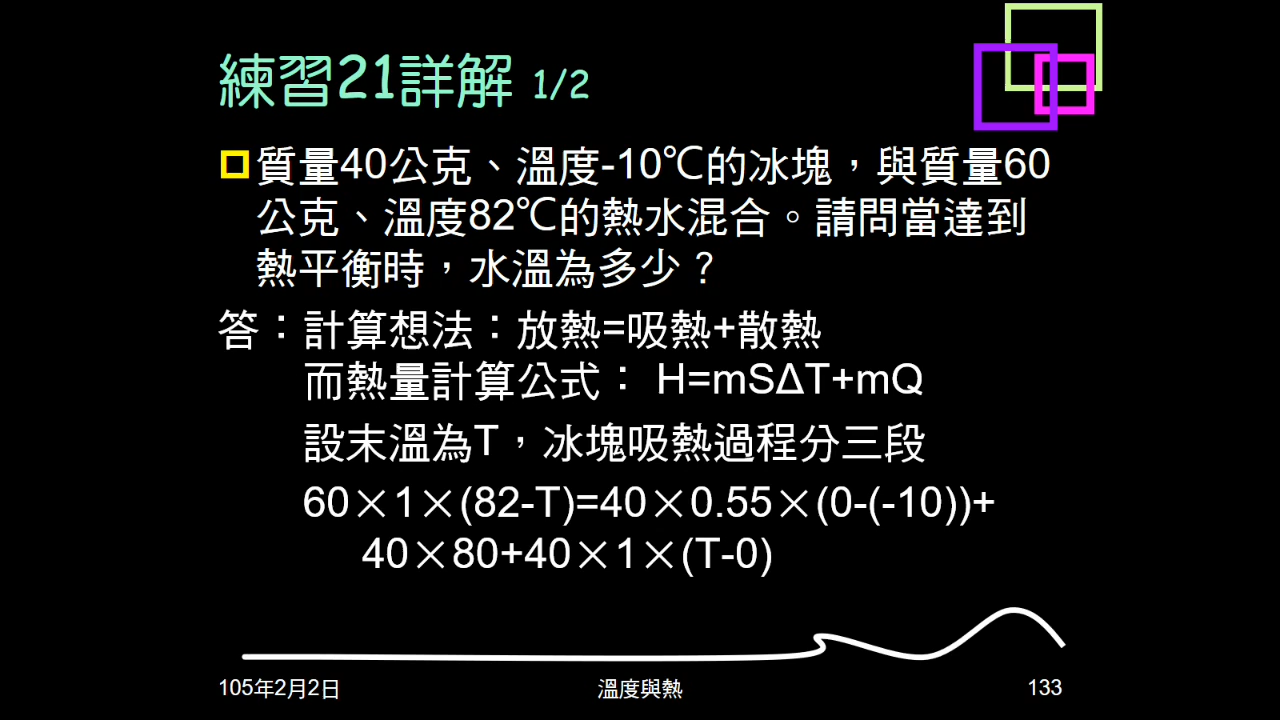 練習21詳解 1/2
質量40公克、溫度-10℃的冰塊，與質量60
公克、溫度82℃的熱水混合。請問當達到
熱平衡時，水溫為多少？
答：計算想法：放熱=吸熱+散熱
而熱量計算公式： H=mSΔT+mQ
設末溫為T，冰塊吸熱過程分三段
60×1×(82-T)=40×0.55×(0-(-10))+
40×80+40×1×(T-0)
105年2月2日
溫度與熱
133